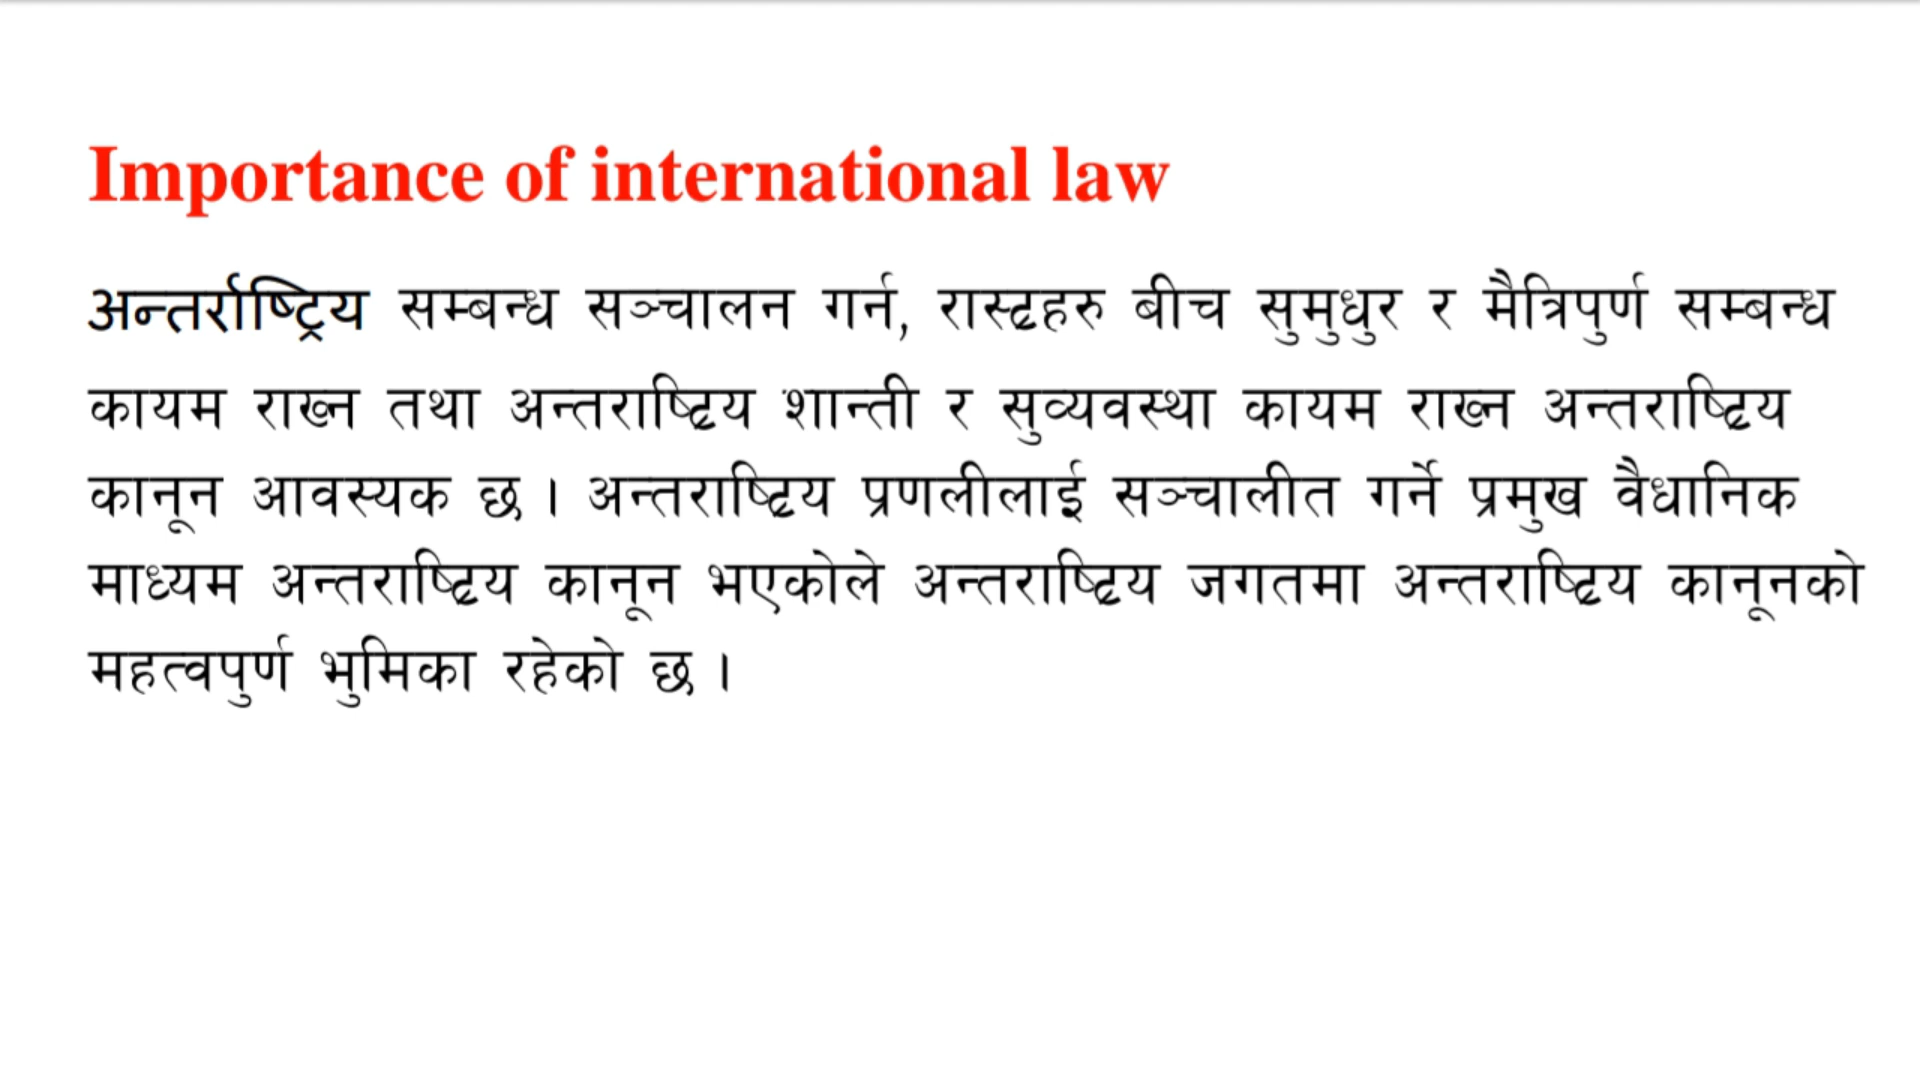 Importance of international law
अन्तर्राष्ट्रिय सम्बन्ध सञ्चालन गर्न, रास्ट्रहरु बीच सुमुधुर र मैत्रिपुर्ण सम्बन्ध
कायम राख्न तथा अन्तराष्ट्रिय शान्ती र सुव्यवस्था कायम राख्न अन्तराष्ट्रिय
कानून आवस्यक छ । अन्तराष्ट्रिय प्रणलीलाई सञ्चालीत गर्ने प्रमुख वैधानिक
माध्यम अन्तराष्ट्रिय कानून भएकोले अन्तराष्ट्रिय जगतमा अन्तराष्ट्रिय कानूनको
महत्वपुर्ण भुमिका रहेको छ ।